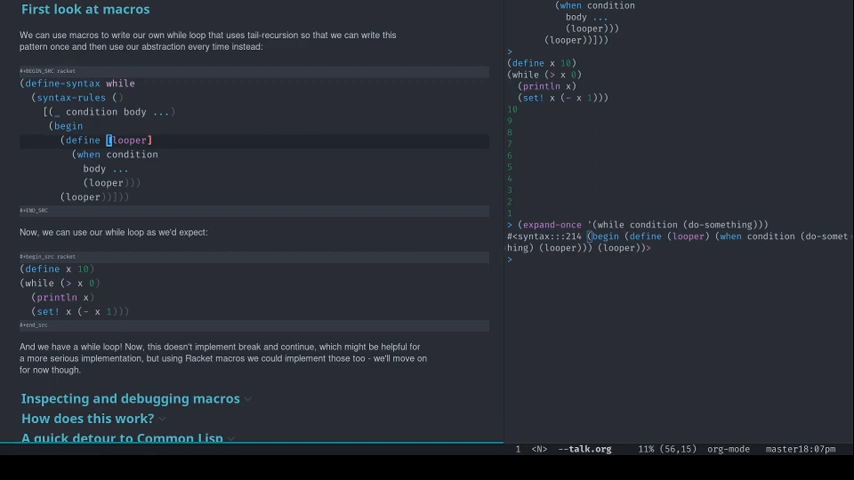 First look at macros
We can use macros to write our own while loop that uses tail-recursion so that we can write this
pattern once and then use our abstraction every time instead:
#+BEGIN_SRC racket
(define-syntax while
(syntax-rules ()
[(_ condition body ...)
(begin
(define [looper]
(when condition
body ...
(looper)))
(looper))]))
#+END_SRC
Now, we can use our while loop as we'd expect:
#+begin_src racket
(define x 10)
(while (> x 0)
(println x)
(set! x (- x 1)))
#+end_src
And we have a while loop! Now, this doesn't implement break and continue, which might be helpful for
a more serious implementation, but using Racket macros we could implement those too - we'll move on
for now though.
Inspecting and debugging macros
How does this work?
A quick detour to Common Lisp
(when condition
body ...
(looper)))
(looper))]))
>
(define x 10)
(while (> x 0)
(println x)
(set! x (- x 1)))
10
9
8
7
6
5
4
3
2
1
> (expand-once '(while condition (do-something)))
#<syntax:::214 (begin (define (looper) (when condition (do-somet
hing) (looper))) (looper))>
>
1 <N> --talk.org 11% (56,15) org-mode master18:07pm